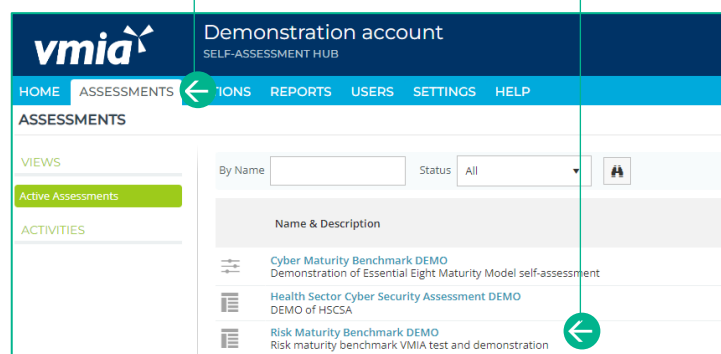 vmia
Demonstration account
SELF-ASSESSMENT HUB
HOME ASSESSMENTS TIONS REPORTS USERS SETTINGS HELP
ASSESSMENTS
VIEWS
Active Assessments
ACTIVITIES
By Name Status All
Name & Description
Cyber Maturity Benchmark DEMO
Demonstration of Essential Eight Maturity Model self-assessment
Health Sector Cyber Security Assessment DEMO
DEMO of HSCSA
Risk Maturity Benchmark DEMO
Risk maturity benchmark VMIA test and demonstration